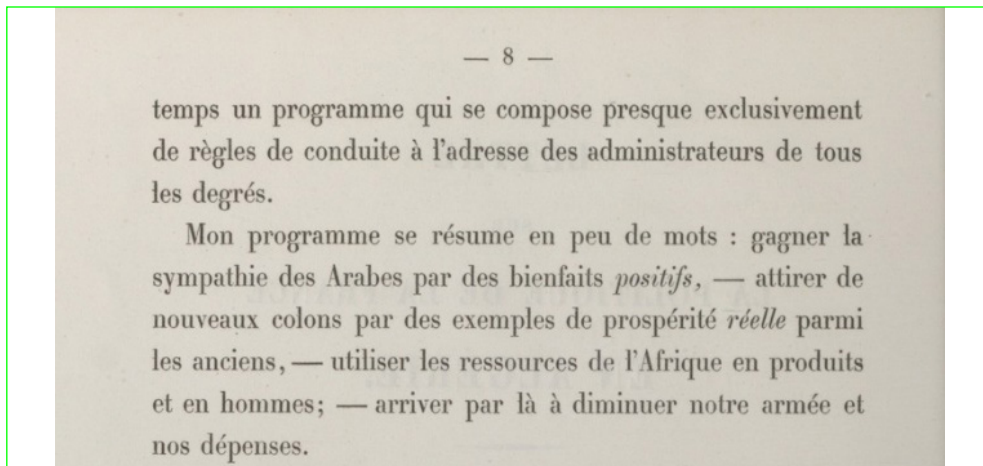 — 8 —
temps un programme qui se compose presque exclusivement
de règles de conduite à l'adresse des administrateurs de tous
les degrés.
Mon programme se résume en peu de mots : gagner la
sympathie des Arabes par des bienfaits positifs, — attirer de
nouveaux colons par des exemples de prospérité réelle parmi
les anciens, — utiliser les ressources de l'Afrique en produits
et en hommes; — arriver par là à diminuer notre armée et
nos dépenses.